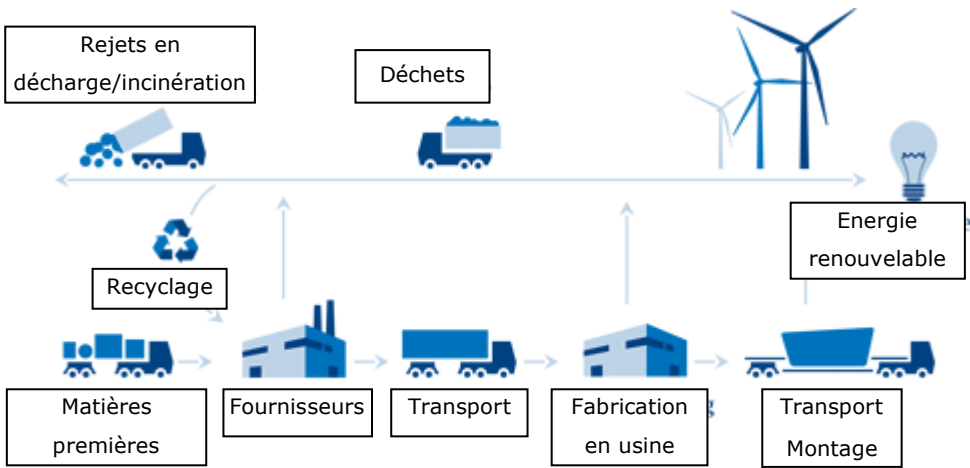 Rejets en
décharge/incinération
Déchets
Energie
renouvelable
Recyclage
Matières
premières
Fournisseurs
Transport
Fabrication
en usine
Transport
Montage